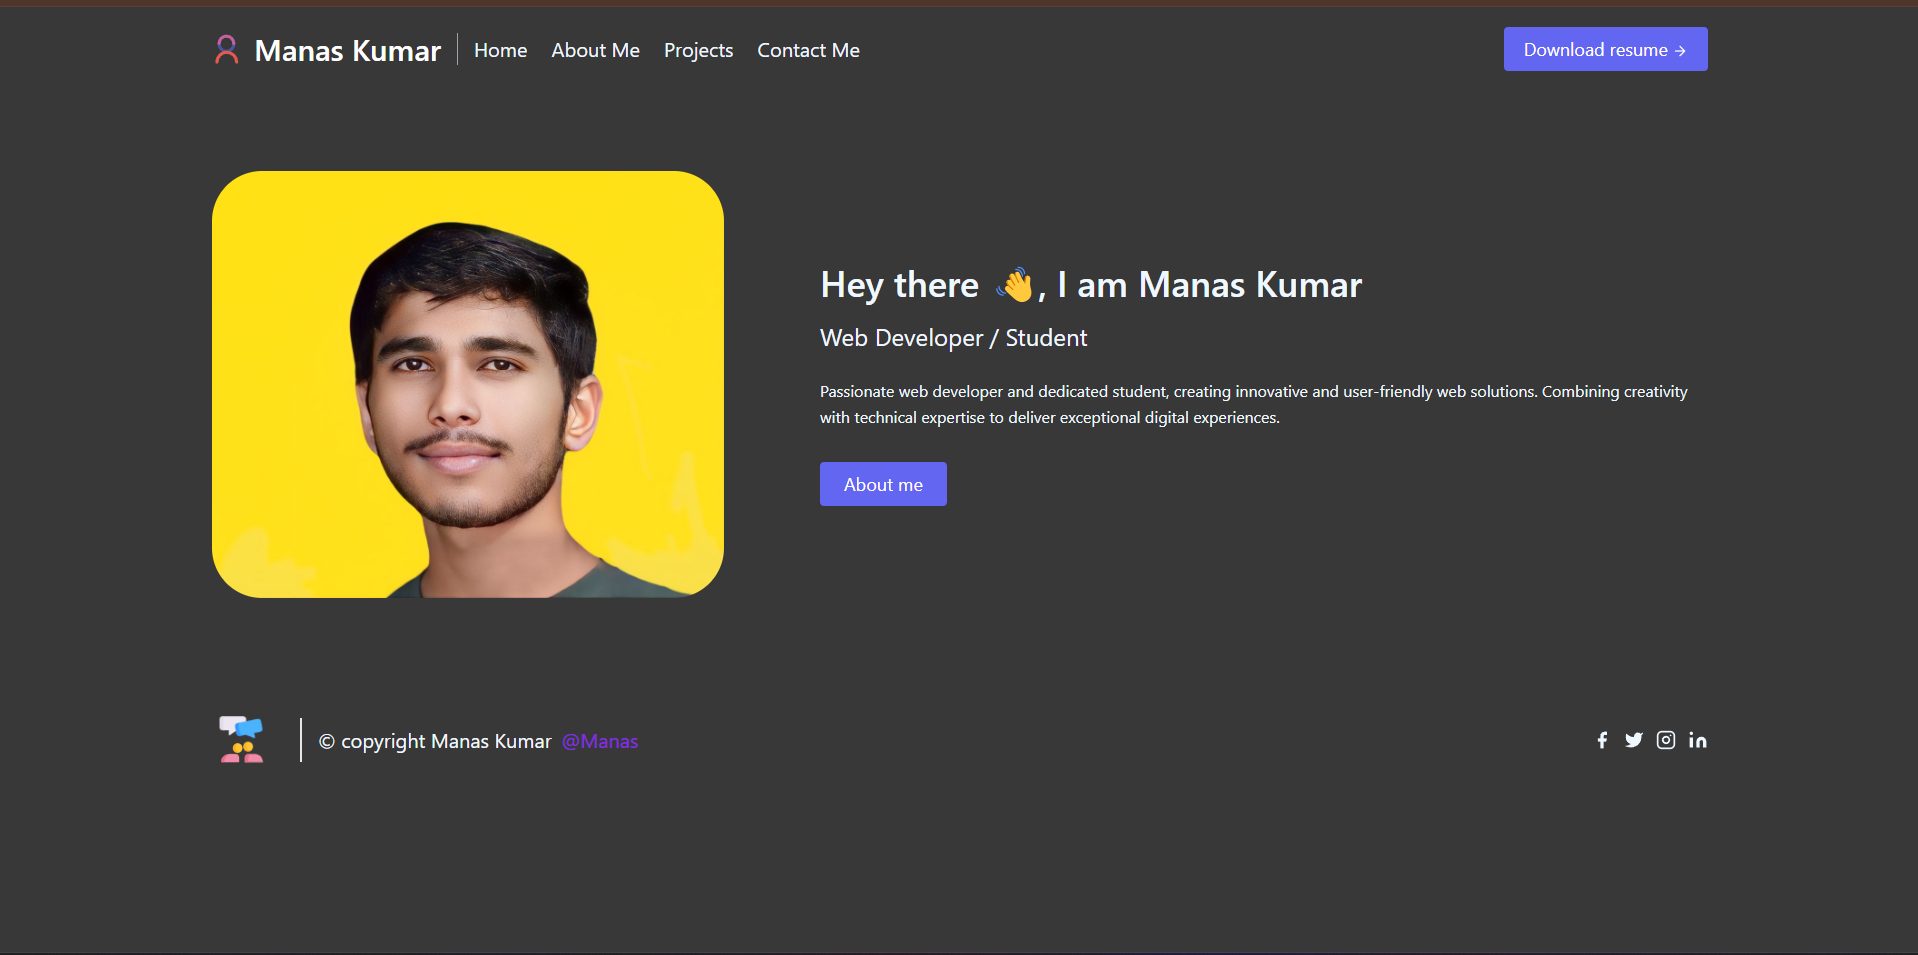 Manas Kumar
Home
About Me
Projects
Contact Me
Download resume →
Hey there 👋, I am Manas Kumar
Web Developer / Student
Passionate web developer and dedicated student, creating innovative and user-friendly web solutions. Combining creativity
with technical expertise to deliver exceptional digital experiences.
About me
© copyright Manas Kumar @Manas